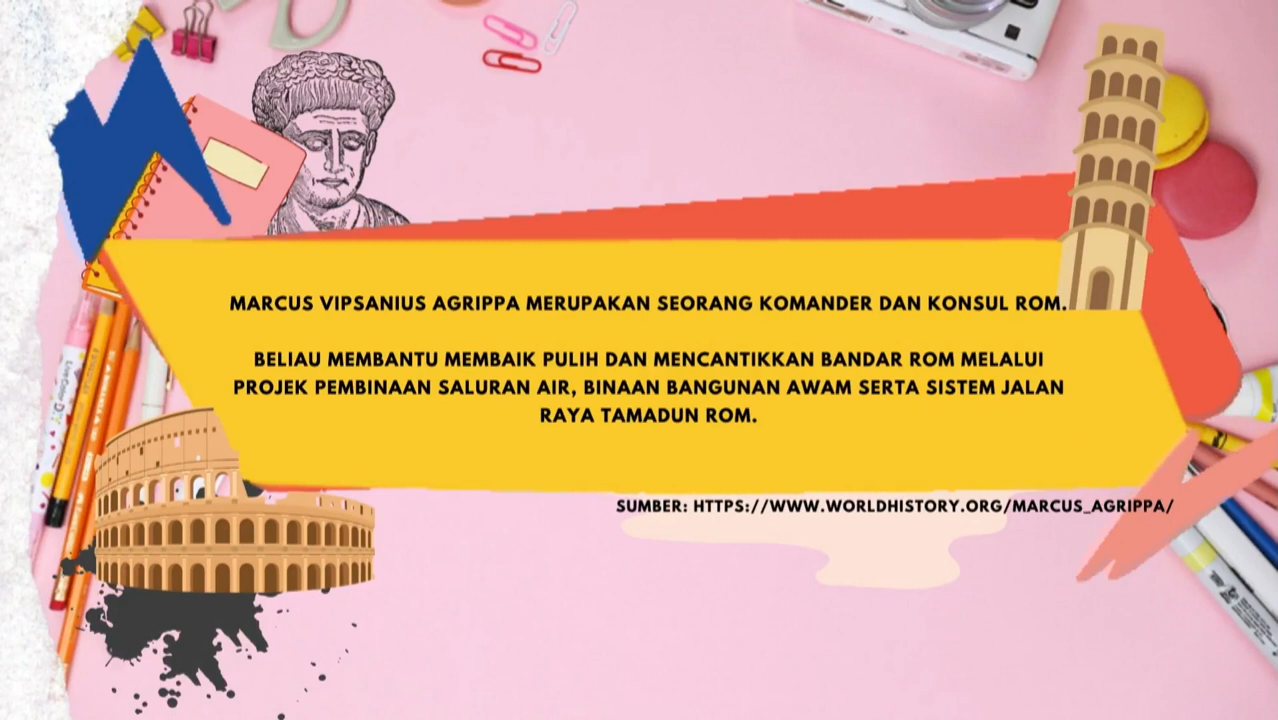 MARCUS VIPSANIUS AGRIPPA MERUPAKAN SEORANG KOMANDER DAN KONSUL ROM.
BELIAU MEMBANTU MEMBAIK PULIH DAN MENCANTIKKAN BANDAR ROM MELALUI
PROJEK PEMBINAAN SALURAN AIR, BINAAN BANGUNAN AWAM SERTA SISTEM JALAN
RAYA TAMADUN ROM.
SUMBER: HTTPS://WWW.WORLDHISTORY.ORG/MARCUS_AGRIPPA/